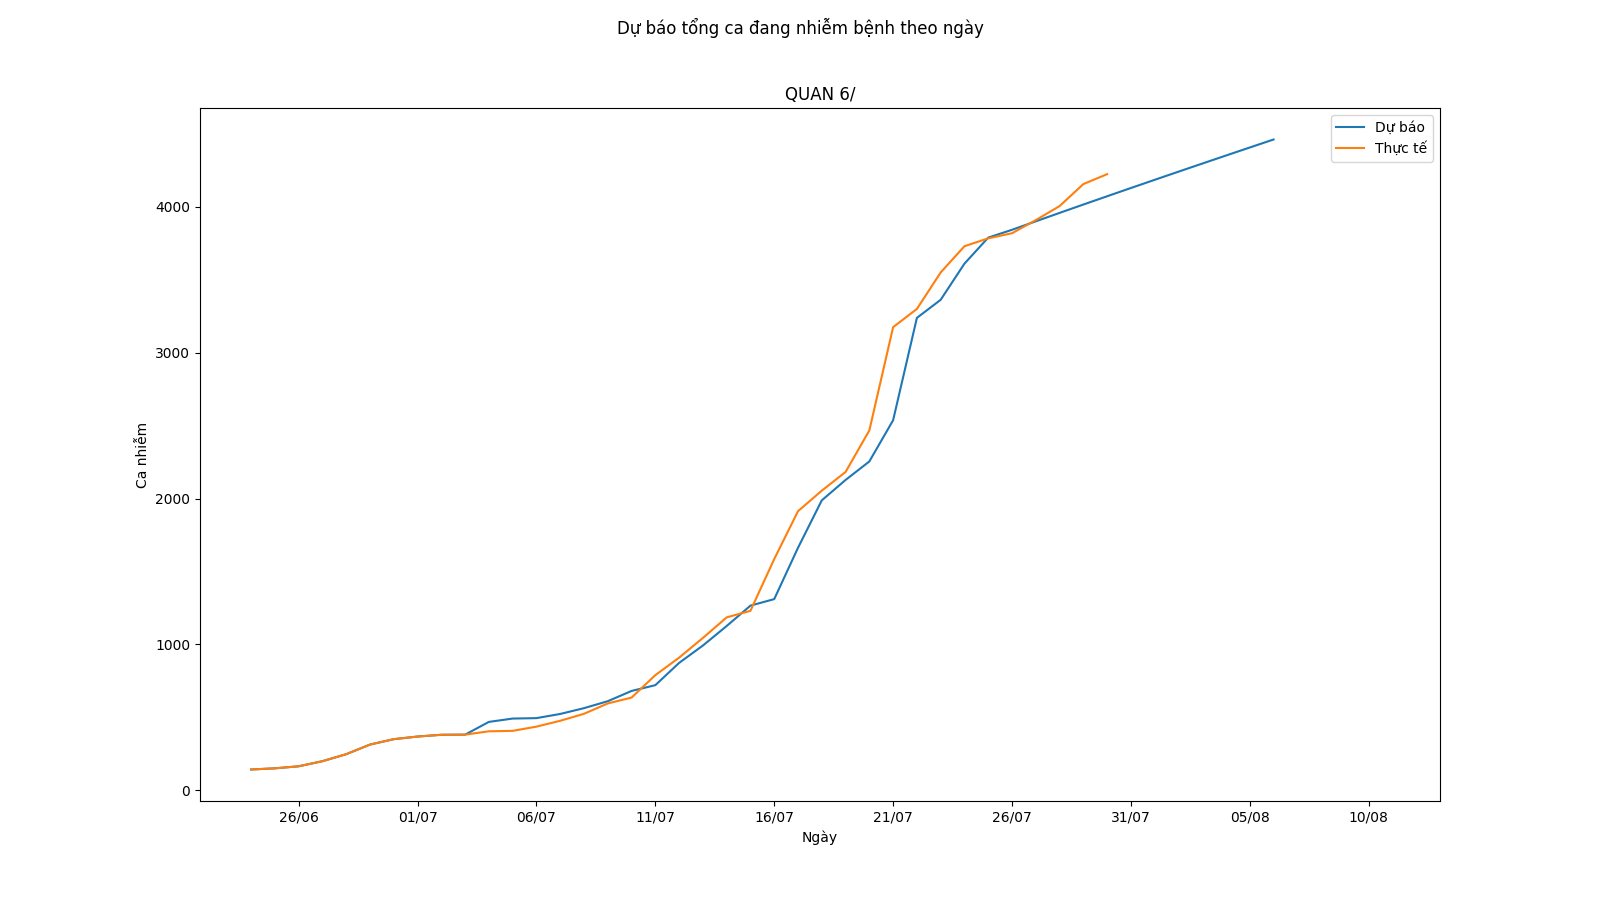 Dự báo tổng ca đang nhiễm bệnh theo ngày
QUAN 6/
Dự báo
Thực tế
4000
3000
2000
1000
0
Ca nhiễm
26/06 01/07 06/07 11/07 16/07 21/07 26/07 31/07 05/08 10/08
Ngày